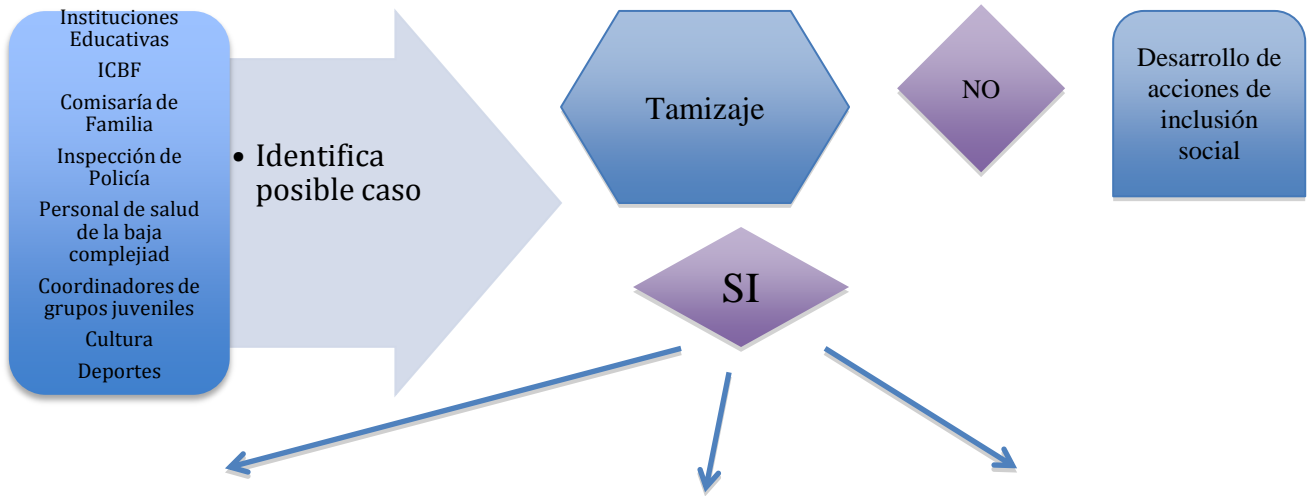 Instituciones
Educativas
ICBF
Comisaría de
Familia
Inspección de
Policía
Personal de salud
de la baja
complejiad
Coordinadores de
grupos juveniles
Cultura
Deportes
• Identifica
posible caso
Tamizaje
NO
Desarrollo de
acciones de
inclusión
social
SI